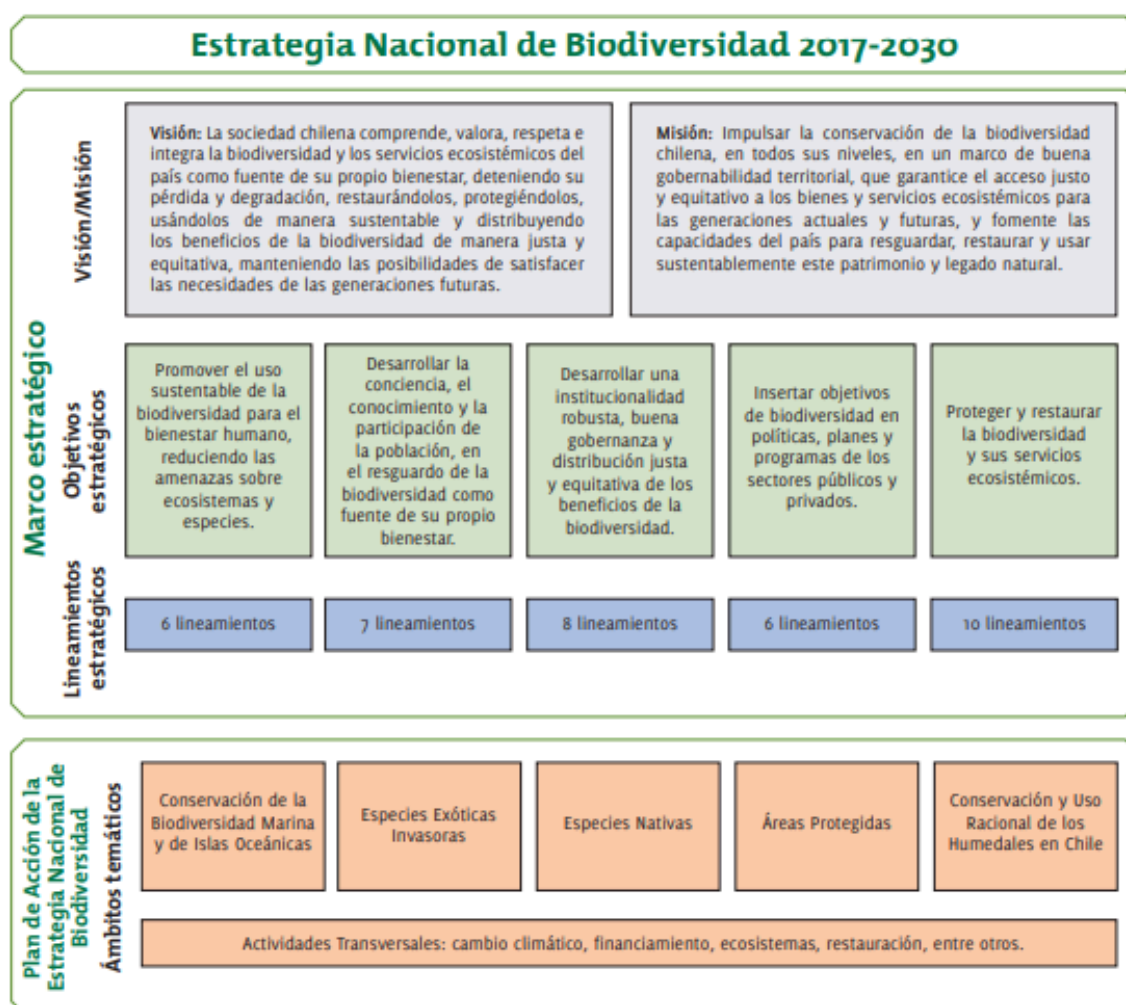 Estrategia Nacional de Biodiversidad 2017-2030
Marco estratégico
Visión/Misión
Visión: La sociedad chilena comprende, valora, respeta e
integra la biodiversidad y los servicios ecosistémicos del
país como fuente de su propio bienestar, deteniendo su
pérdida y degradación, restaurándolos, protegiéndolos,
usándolos de manera sustentable y distribuyendo
los beneficios de la biodiversidad de manera justa y
equitativa, manteniendo las posibilidades de satisfacer
las necesidades de las generaciones futuras.
Misión: Impulsar la conservación de la biodiversidad
chilena, en todos sus niveles, en un marco de buena
gobernabilidad territorial, que garantice el acceso justo
y equitativo a los bienes y servicios ecosistémicos para
las generaciones actuales y futuras, y fomente las
capacidades del país para resguardar, restaurar y usar
sustentablemente este patrimonio y legado natural.
Objetivos
estratégicos
Promover el uso
sustentable de la
biodiversidad para el
bienestar humano,
reduciendo las
amenazas sobre
ecosistemas y
especies.
Desarrollar la
conciencia, el
conocimiento y la
participación de
la población, en
el resguardo de la
biodiversidad como
fuente de su propio
bienestar.
Desarrollar una
institucionalidad
robusta, buena
gobernanza y
distribución justa
y equitativa de los
beneficios de la
biodiversidad.
Insertar objetivos
de biodiversidad en
políticas, planes y
programas de los
sectores públicos y
privados.
Proteger y restaurar
la biodiversidad
y sus servicios
ecosistémicos.
Lineamientos
estratégicos
6 lineamientos
7 lineamientos
8 lineamientos
6 lineamientos
10 lineamientos
Plan de Acción de la
Estrategia Nacional de
Biodiversidad
Ámbitos temáticos
Conservación de la
Biodiversidad Marina
y de Islas Oceánicas
Especies Exóticas
Invasoras
Especies Nativas
Áreas Protegidas
Conservación y Uso
Racional de los
Humedales en Chile
Actividades Transversales: cambio climático, financiamiento, ecosistemas, restauración, entre otros.